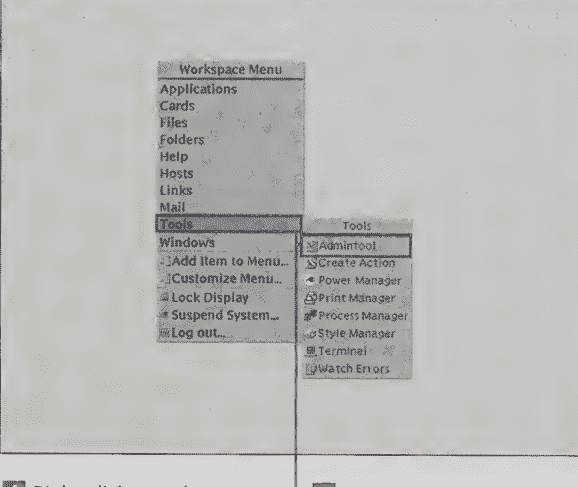 Workspace Menu
Applications
Cards
Files
Folders
Help
Hosts
Links
Mail
Tools
Windows
Add Item to Menu...
Customize Menu...
Lock Display
Suspend System...
Log out...
Tools
Admintool
Create Action
Power Manager
Print Manager
Process Manager
Style Manager
Terminal
Watch Errors